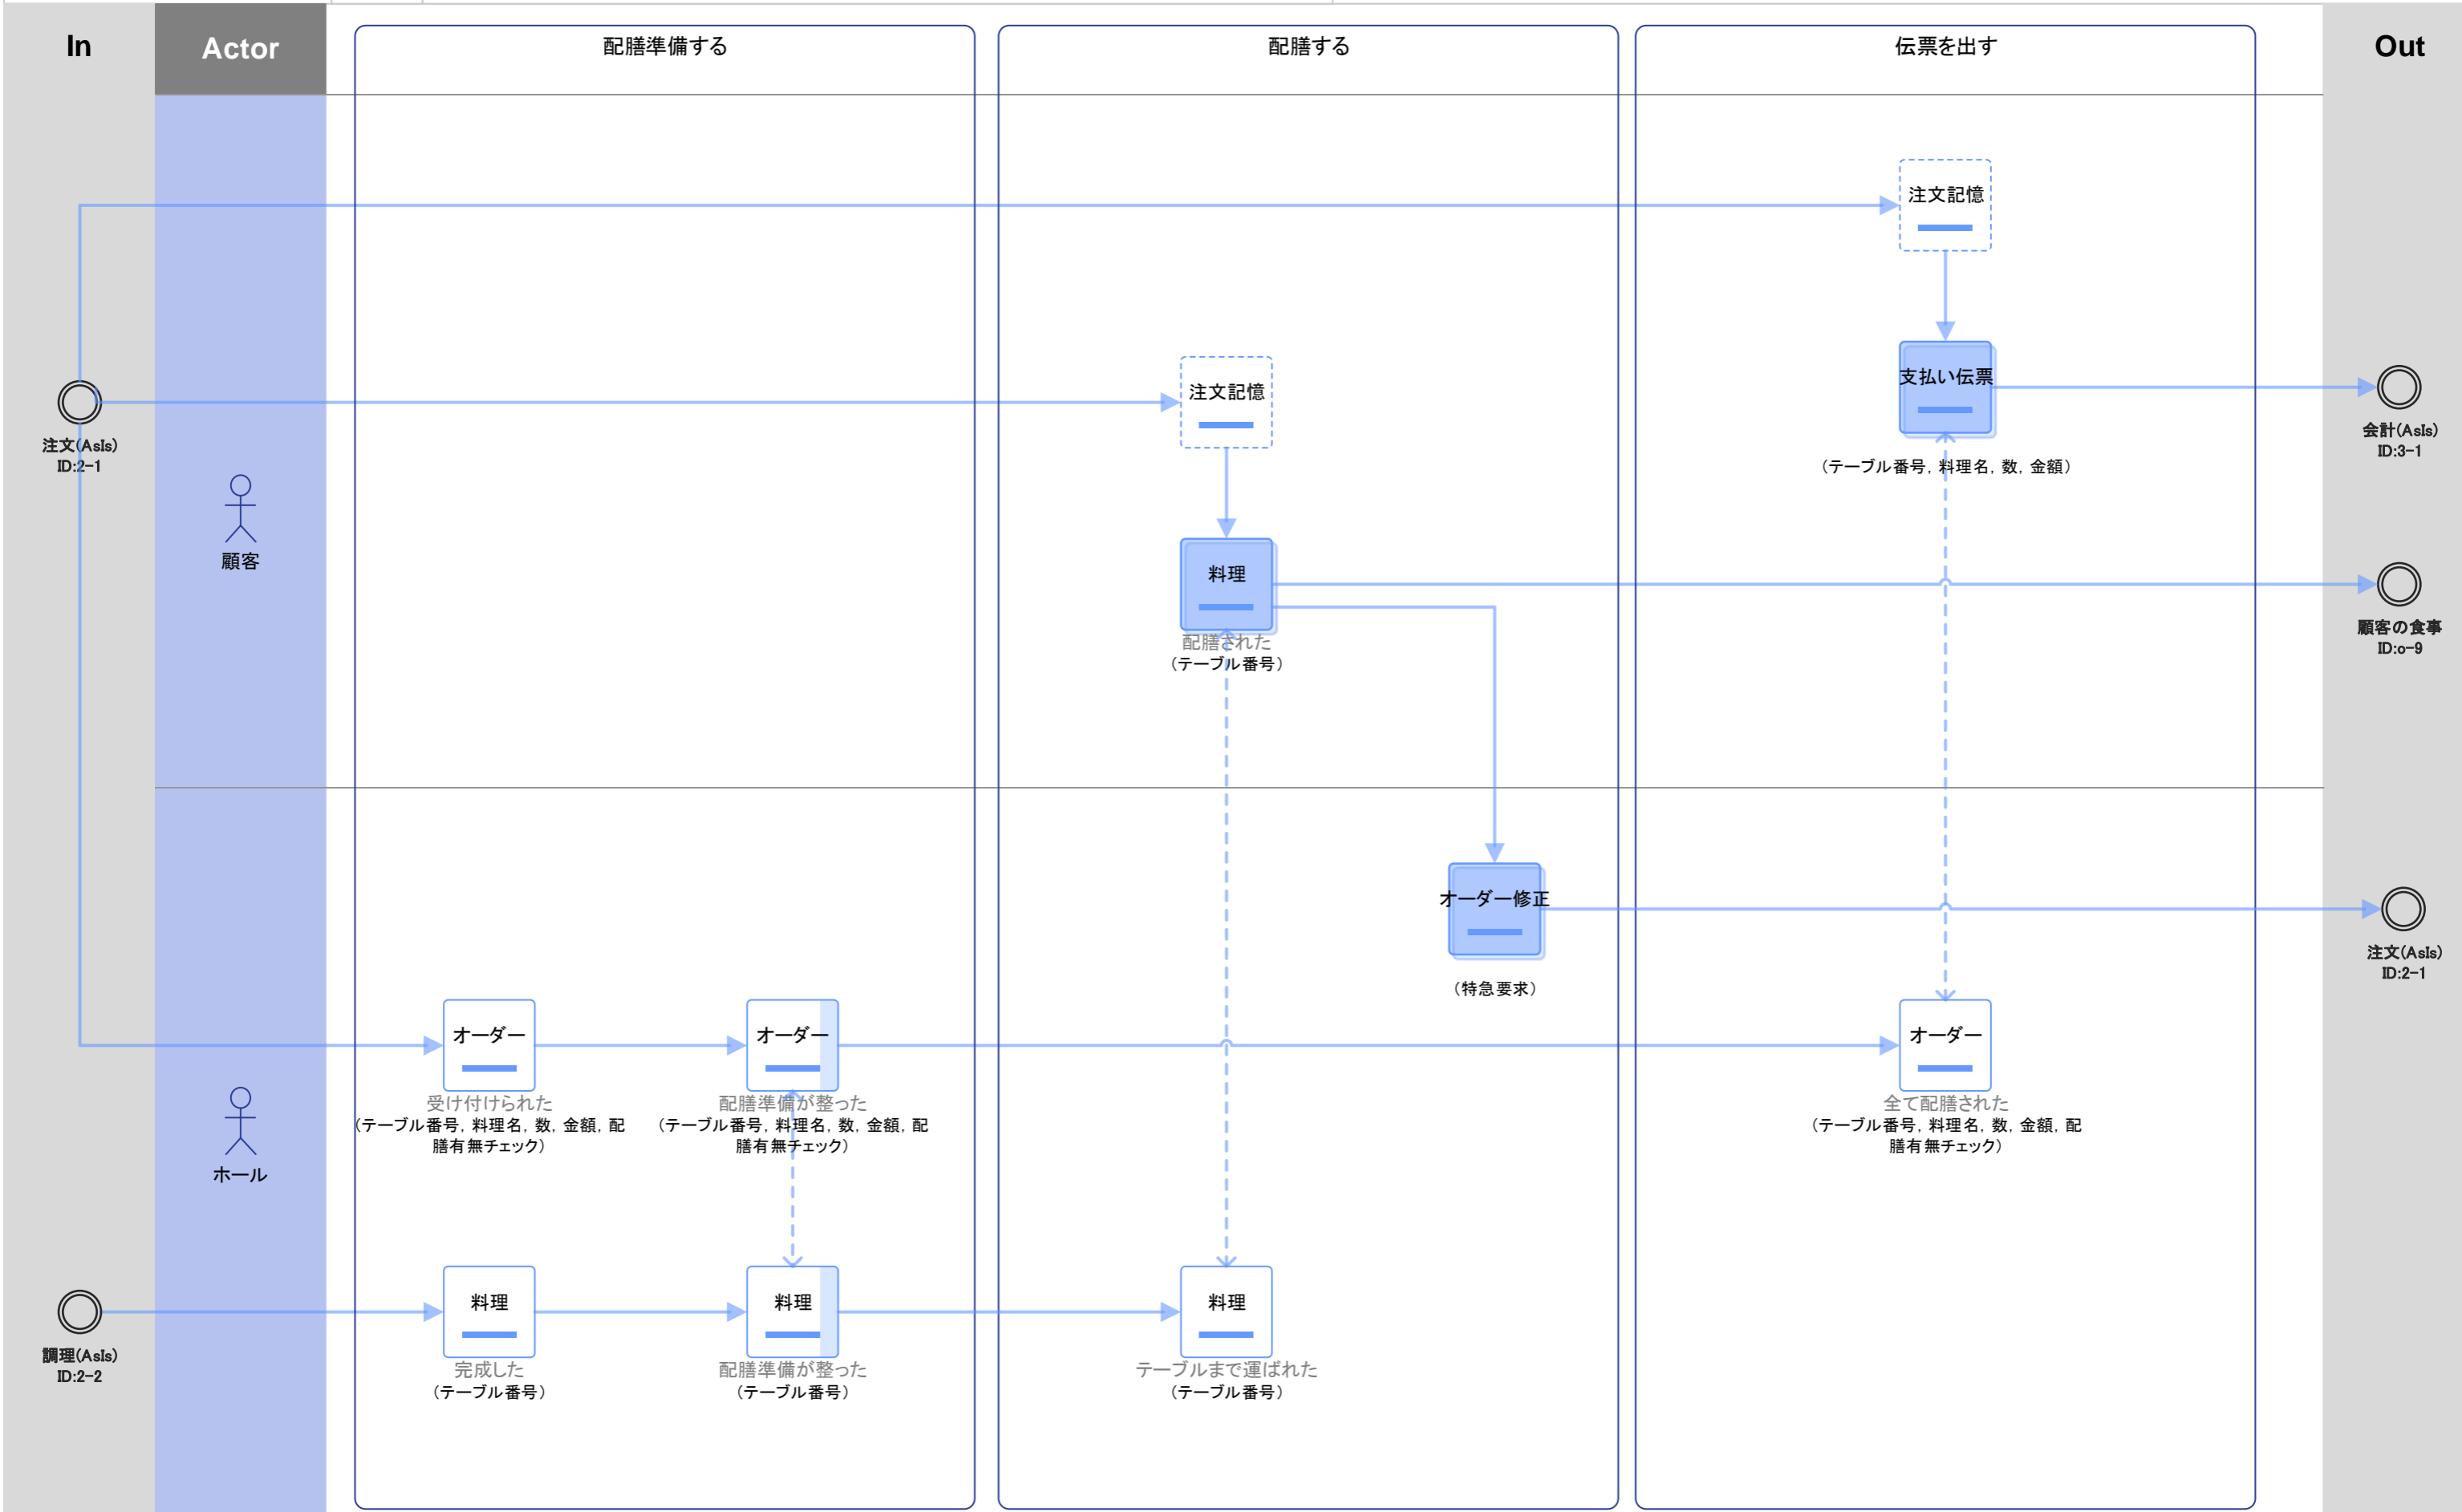 In
Actor
配膳準備する
配膳する
伝票を出す
Out
注文記憶
注文記憶
支払い伝票
(テーブル番号, 料理名, 数, 金額)
注文(AsIs)
ID:2-1
会計(AsIs)
ID:3-1
顧客
料理
配膳された
(テーブル番号)
顧客の食事
ID:o-9
オーダー修正
(特急要求)
注文(AsIs)
ID:2-1
ホール
オーダー
受け付けられた
(テーブル番号, 料理名, 数, 金額, 配
膳有無チェック)
オーダー
配膳準備が整った
(テーブル番号, 料理名, 数, 金額, 配
膳有無チェック)
オーダー
全て配膳された
(テーブル番号, 料理名, 数, 金額, 配
膳有無チェック)
調理(AsIs)
ID:2-2
料理
完成した
(テーブル番号)
料理
配膳準備が整った
(テーブル番号)
料理
テーブルまで運ばれた
(テーブル番号)